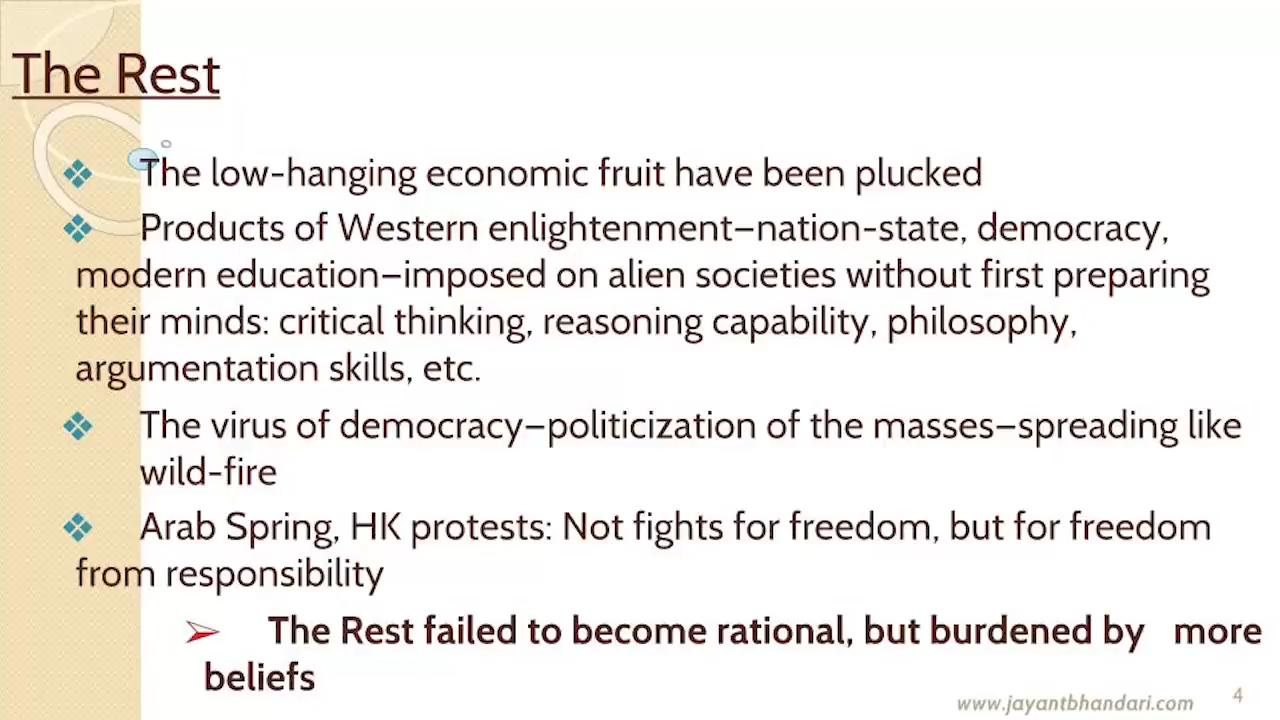 The Rest
The low-hanging economic fruit have been plucked
Products of Western enlightenment–nation-state, democracy,
modern education–imposed on alien societies without first preparing
their minds: critical thinking, reasoning capability, philosophy,
argumentation skills, etc.
The virus of democracy–politicization of the masses–spreading like
wild-fire
Arab Spring, HK protests: Not fights for freedom, but for freedom
from responsibility
The Rest failed to become rational, but burdened by more
beliefs
www.jayantbhandari.com 4